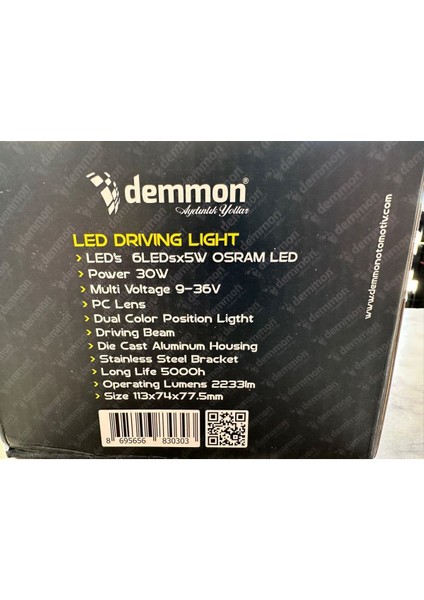 demmon®
Aydınlık Yollar
LED DRIVING LIGHT
LED's 6LEDsx5W OSRAM LED
Power 30W
Multi Voltage 9-36V
PC Lens
Dual Color Position Ligtht
Driving Beam
Die Cast Aluminum Housing
Stainless Steel Bracket
Long Life 5000h
Operating Lumens 2233lm
Size 113x74x77.5mm
8 695656 830303
www.demmonotomotiv.com